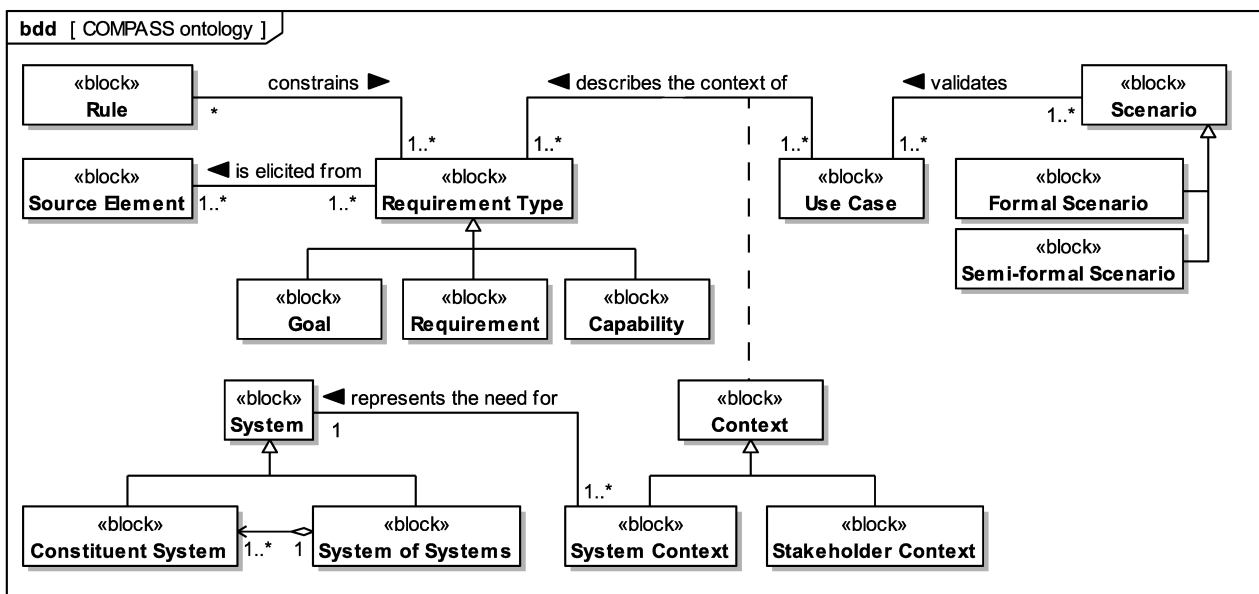 bdd [ COMPASS ontology ]
«block»
Rule
constrains
*
1..*
describes the context of
1..*
1..*
validates
1..*
1..*
«block»
Scenario
«block»
Source Element
is elicited from
1..*
1..*
«block»
Requirement Type
«block»
Use Case
«block»
Formal Scenario
«block»
Semi-formal Scenario
«block»
Goal
«block»
Requirement
«block»
Capability
«block»
System
represents the need for
1
1..*
«block»
Context
«block»
Constituent System
1..*
1
«block»
System of Systems
«block»
System Context
«block»
Stakeholder Context